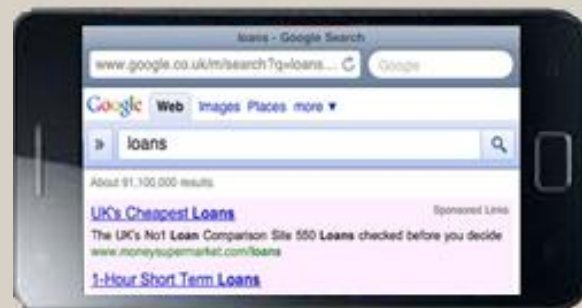 loans - Google Search
www.google.co.uk/m/search?q=loans... Google
Google Web Images Places more ▼
» loans
About 91,100,000 results
UK's Cheapest Loans Sponsored Links
The UK's No1 Loan Comparison Site 550 Loans checked before you decide
www.moneysupermarket.com/loans
1-Hour Short Term Loans